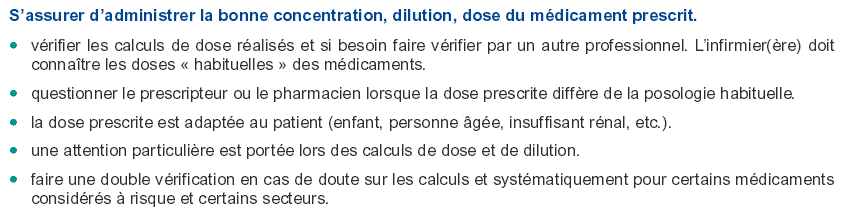 S’assurer d’administrer la bonne concentration, dilution, dose du médicament prescrit.
• vérifier les calculs de dose réalisés et si besoin faire vérifier par un autre professionnel. L’infirmier(ère) doit
connaître les doses « habituelles » des médicaments.
• questionner le prescripteur ou le pharmacien lorsque la dose prescrite diffère de la posologie habituelle.
• la dose prescrite est adaptée au patient (enfant, personne âgée, insuffisant rénal, etc.).
• une attention particulière est portée lors des calculs de dose et de dilution.
• faire une double vérification en cas de doute sur les calculs et systématiquement pour certains médicaments
considérés à risque et certains secteurs.